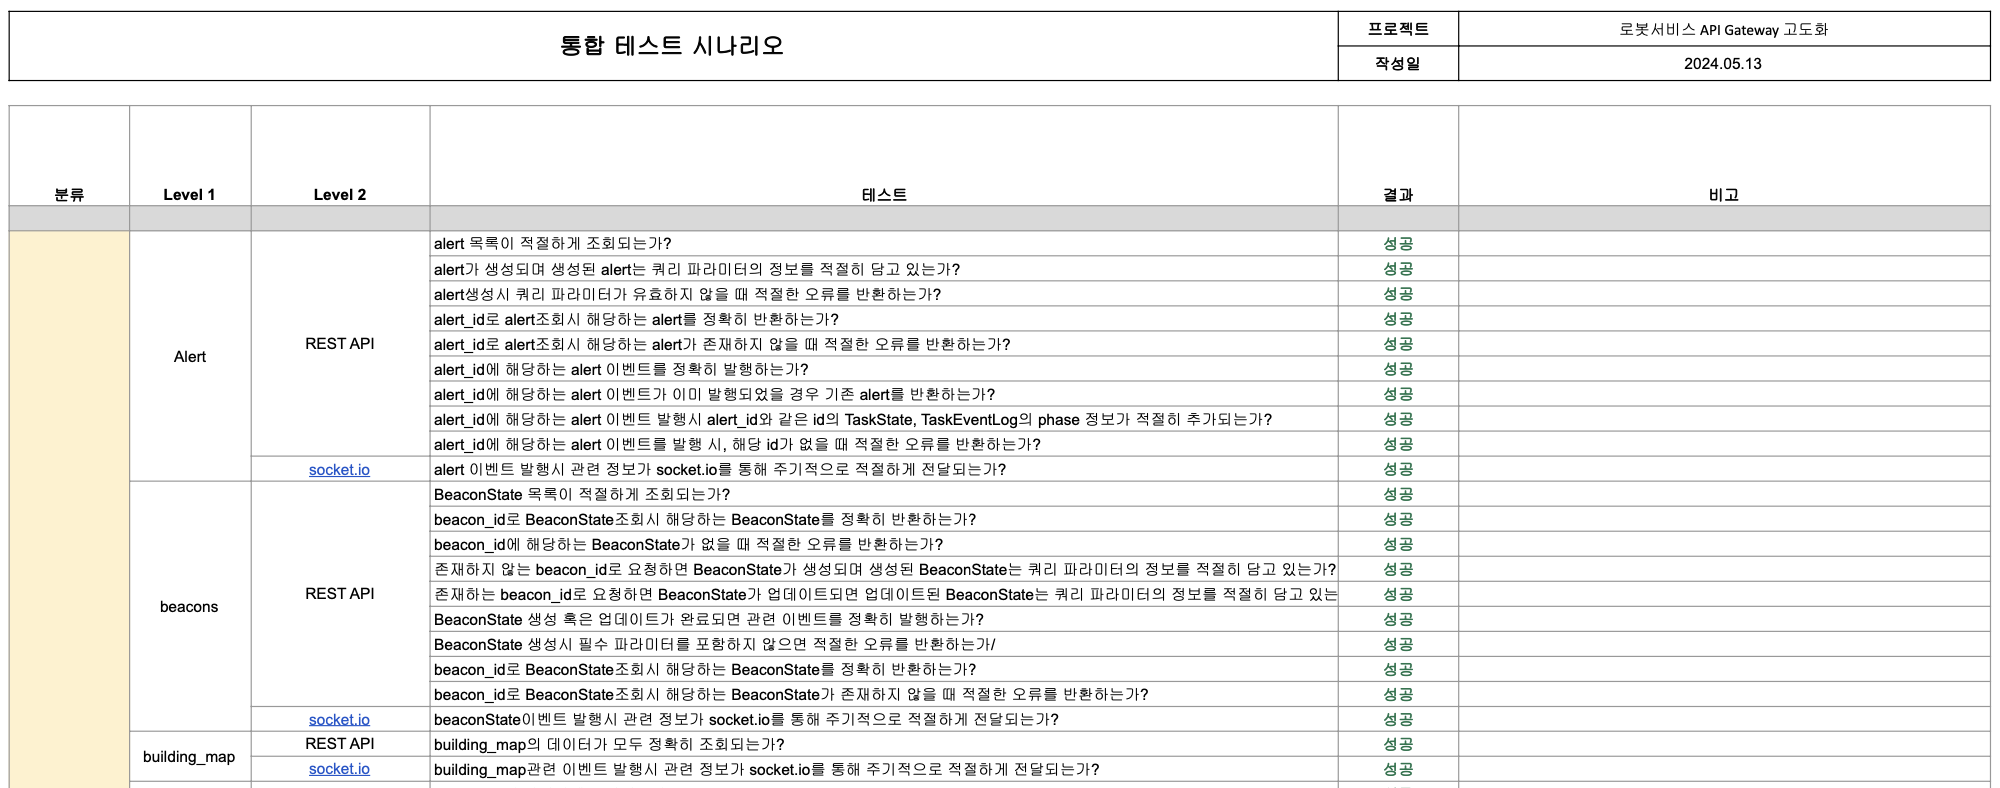 통합 테스트 시나리오
프로젝트
로봇서비스 API Gateway 고도화
작성일
2024.05.13
분류
Level 1
Level 2
테스트
결과
비고
Alert
REST API
alert 목록이 적절하게 조회되는가?
성공
alert가 생성되며 생성된 alert는 쿼리 파라미터의 정보를 적절히 담고 있는가?
성공
alert생성시 쿼리 파라미터가 유효하지 않을 때 적절한 오류를 반환하는가?
성공
alert_id로 alert조회시 해당하는 alert를 정확히 반환하는가?
성공
alert_id로 alert조회시 해당하는 alert가 존재하지 않을 때 적절한 오류를 반환하는가?
성공
alert_id에 해당하는 alert 이벤트를 정확히 발행하는가?
성공
alert_id에 해당하는 alert 이벤트가 이미 발행되었을 경우 기존 alert를 반환하는가?
성공
alert_id에 해당하는 alert 이벤트 발행시 alert_id와 같은 id의 TaskState, TaskEventLog의 phase 정보가 적절히 추가되는가?
성공
alert_id에 해당하는 alert 이벤트를 발행 시, 해당 id가 없을 때 적절한 오류를 반환하는가?
성공
socket.io
alert 이벤트 발행시 관련 정보가 socket.io를 통해 주기적으로 적절하게 전달되는가?
성공
beacons
REST API
BeaconState 목록이 적절하게 조회되는가?
성공
beacon_id로 BeaconState조회시 해당하는 BeaconState를 정확히 반환하는가?
성공
beacon_id에 해당하는 BeaconState가 없을 때 적절한 오류를 반환하는가?
성공
존재하지 않는 beacon_id로 요청하면 BeaconState가 생성되며 생성된 BeaconState는 쿼리 파라미터의 정보를 적절히 담고 있는가?
성공
존재하는 beacon_id로 요청하면 BeaconState가 업데이트되면 업데이트된 BeaconState는 쿼리 파라미터의 정보를 적절히 담고 있는
성공
BeaconState 생성 혹은 업데이트가 완료되면 관련 이벤트를 정확히 발행하는가?
성공
BeaconState 생성시 필수 파라미터를 포함하지 않으면 적절한 오류를 반환하는가/
성공
beacon_id로 BeaconState조회시 해당하는 BeaconState를 정확히 반환하는가?
성공
beacon_id로 BeaconState조회시 해당하는 BeaconState가 존재하지 않을 때 적절한 오류를 반환하는가?
성공
socket.io
beaconState이벤트 발행시 관련 정보가 socket.io를 통해 주기적으로 적절하게 전달되는가?
성공
building_map
REST API
building_map의 데이터가 모두 정확히 조회되는가?
성공
socket.io
building_map관련 이벤트 발행시 관련 정보가 socket.io를 통해 주기적으로 적절하게 전달되는가?
성공